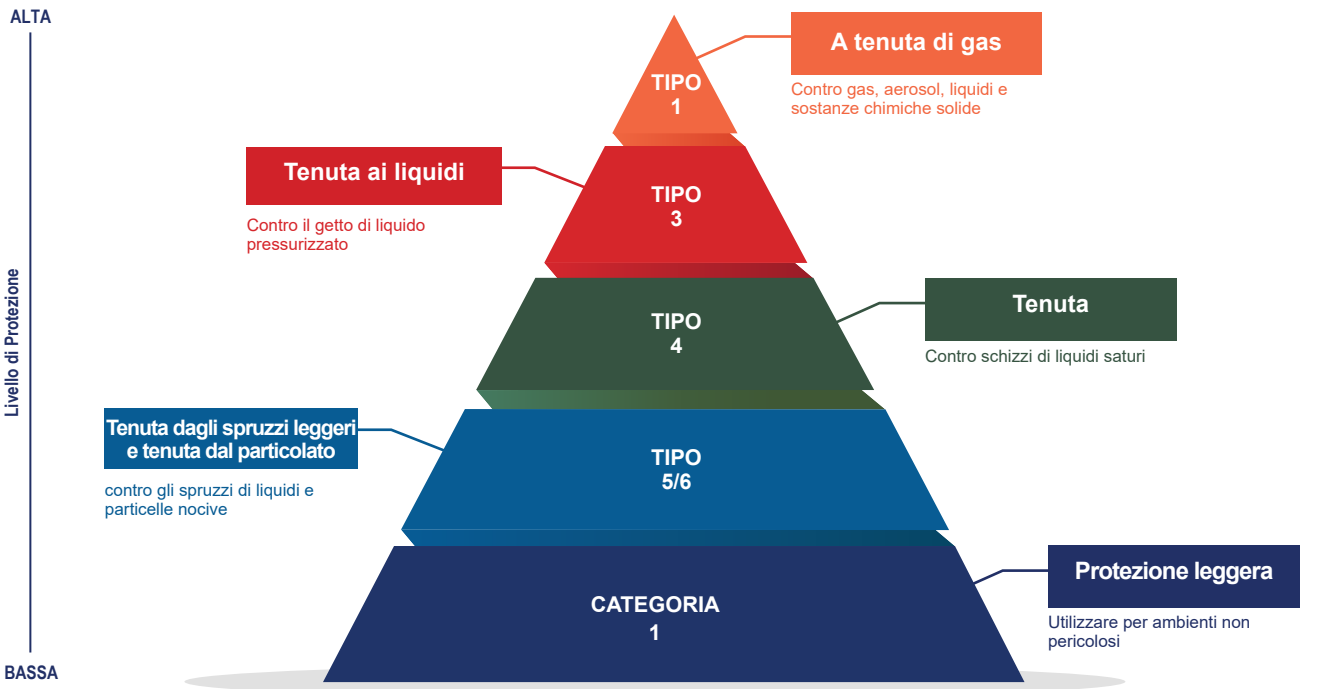 ALTA
Livello di Protezione
BASSA
TIPO
1
A tenuta di gas
Contro gas, aerosol, liquidi e
sostanze chimiche solide
Tenuta ai liquidi
Contro il getto di liquido
pressurizzato
TIPO
3
TIPO
4
Tenuta
Contro schizzi di liquidi saturi
Tenuta dagli spruzzi leggeri
e tenuta dal particolato
contro gli spruzzi di liquidi e
particelle nocive
TIPO
5/6
CATEGORIA
1
Protezione leggera
Utilizzare per ambienti non
pericolosi